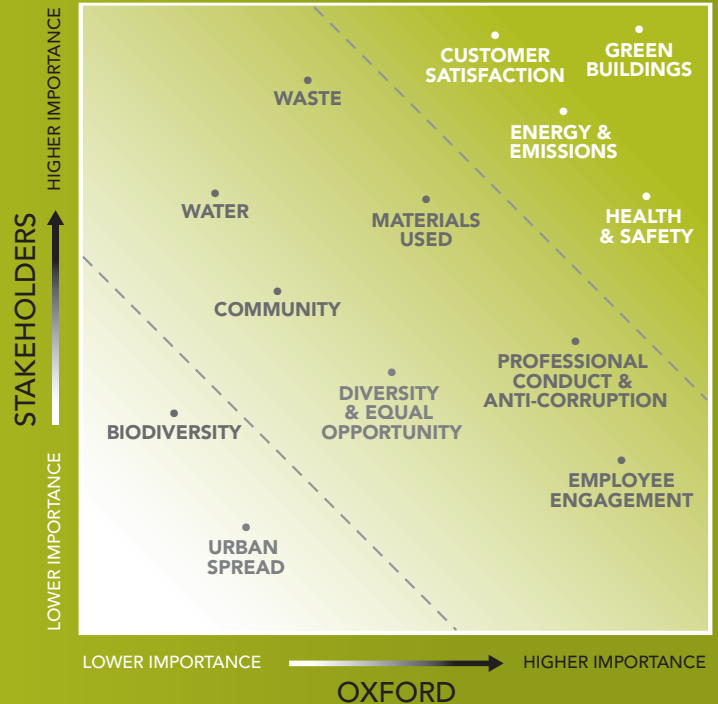 HIGHER IMPORTANCE
STAKEHOLDERS
LOWER IMPORTANCE
CUSTOMER
SATISFACTION
GREEN
BUILDINGS
WASTE
ENERGY &
EMISSIONS
WATER
MATERIALS
USED
HEALTH
& SAFETY
COMMUNITY
PROFESSIONAL
CONDUCT &
ANTI-CORRUPTION
DIVERSITY
& EQUAL
OPPORTUNITY
BIODIVERSITY
EMPLOYEE
ENGAGEMENT
URBAN
SPREAD
LOWER IMPORTANCE
HIGHER IMPORTANCE
OXFORD